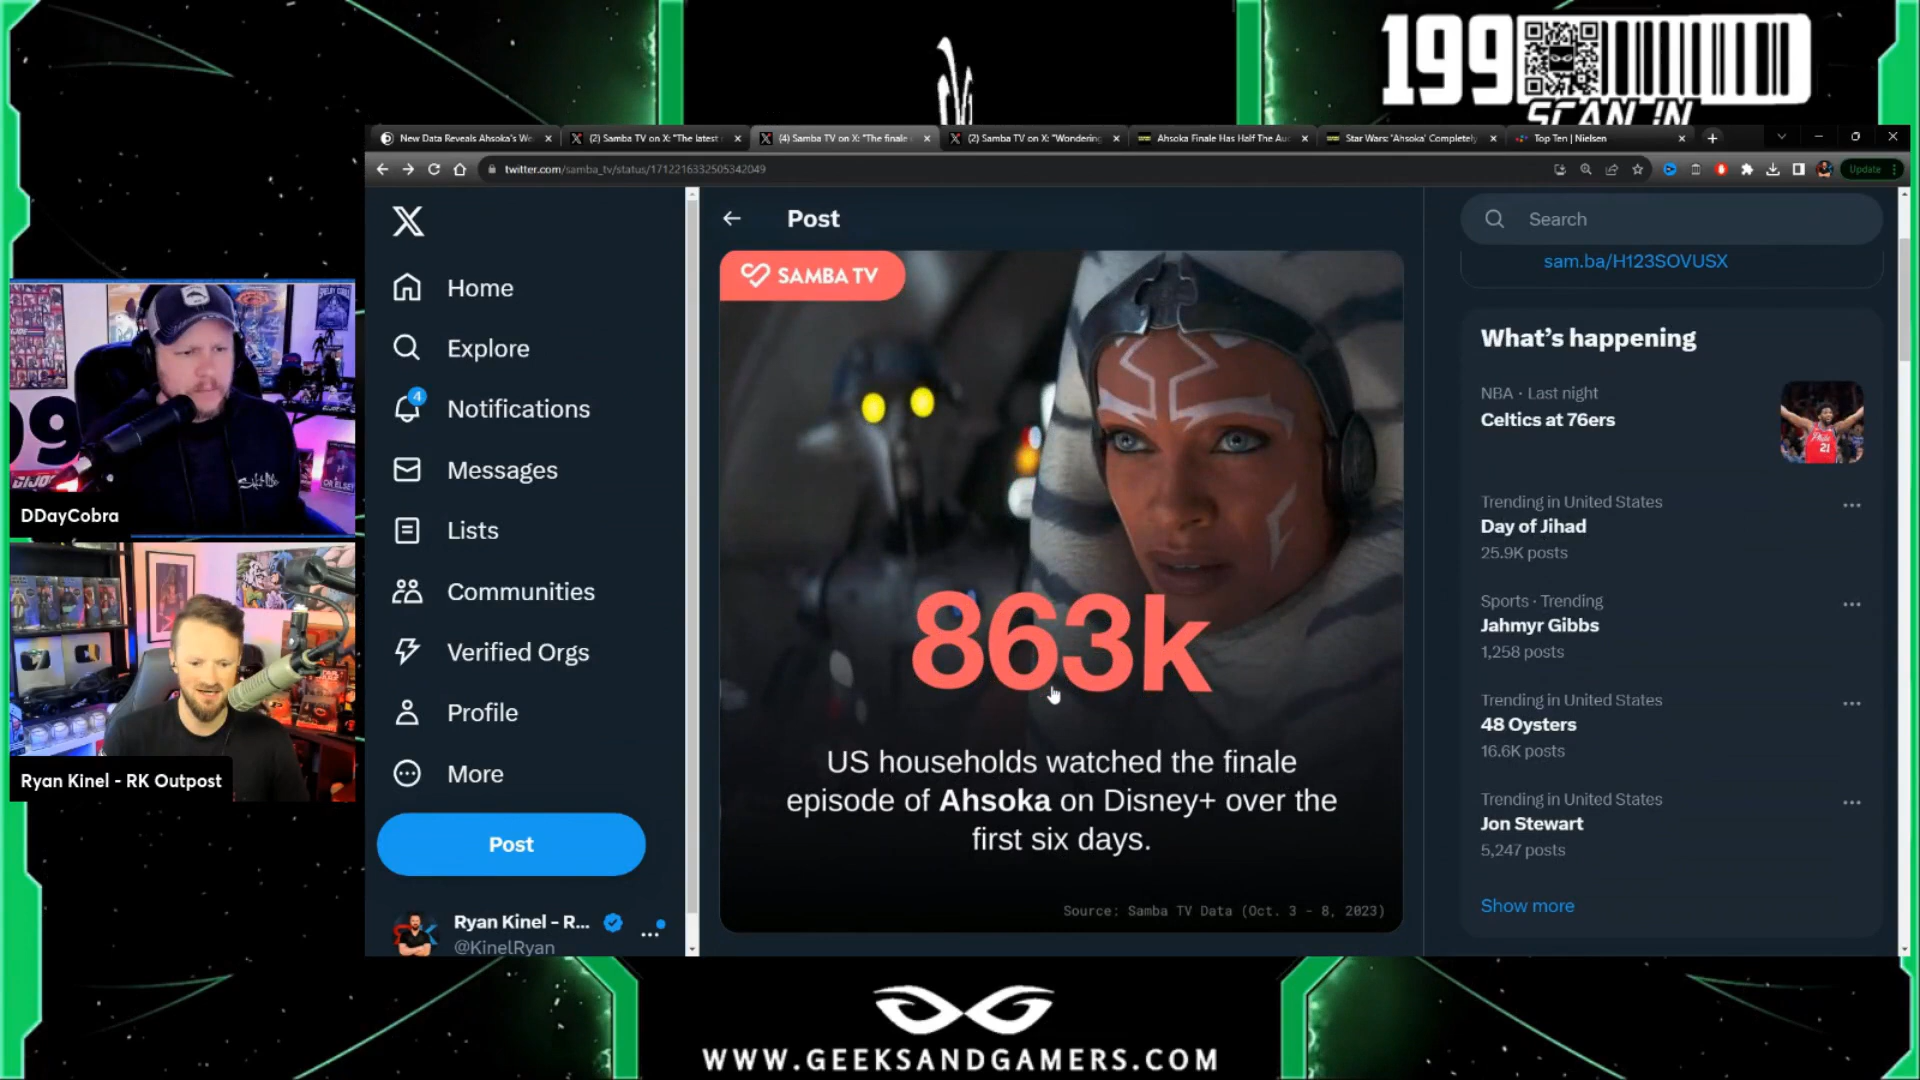 199
SCAN IN
New Data Reveals Ahsoka's We
(2) Samba TV on X: "The latest
(4) Samba TV on X: "The finale
(2) Samba TV on X: "Wondering
Ahsoka Finale Has Half The Au
Star Wars: 'Ahsoka' Completely
Top Ten | Nielsen
twitter.com/samba_tv/status/1712216332505342049
Update
Home
Explore
4
Notifications
Messages
Lists
Communities
Verified Orgs
Profile
More
Post
Ryan Kinel - R...
@KinelRyan
Post
SAMBA TV
863k
US households watched the finale
episode of Ahsoka on Disney+ over the
first six days.
Source: Samba TV Data (Oct. 3 - 8, 2023)
Search
sam.ba/H123SOVUSX
What's happening
NBA · Last night
Celtics at 76ers
21
Trending in United States
Day of Jihad
25.9K posts
Sports · Trending
Jahmyr Gibbs
1,258 posts
Trending in United States
48 Oysters
16.6K posts
Trending in United States
Jon Stewart
5,247 posts
Show more
DDayCobra
Ryan Kinel - RK Outpost
WWW.GEEKSANDGAMERS.COM